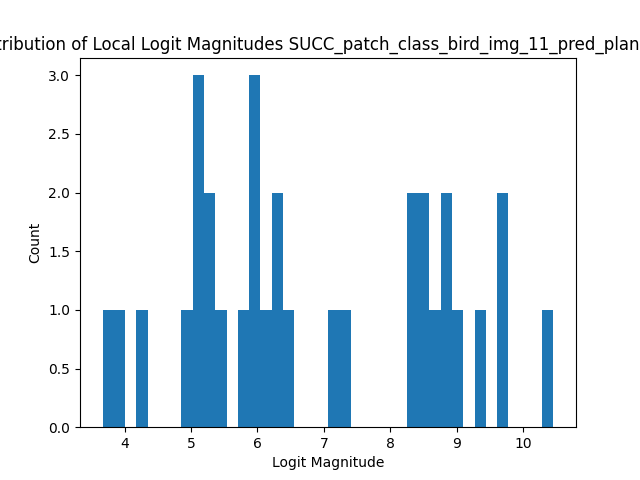 tribution of Local Logit Magnitudes SUCC_patch_class_bird_img_11_pred_plan
3.0
2.5
2.0
1.5
1.0
0.5
0.0
Count
4 5 6 7 8 9 10
Logit Magnitude